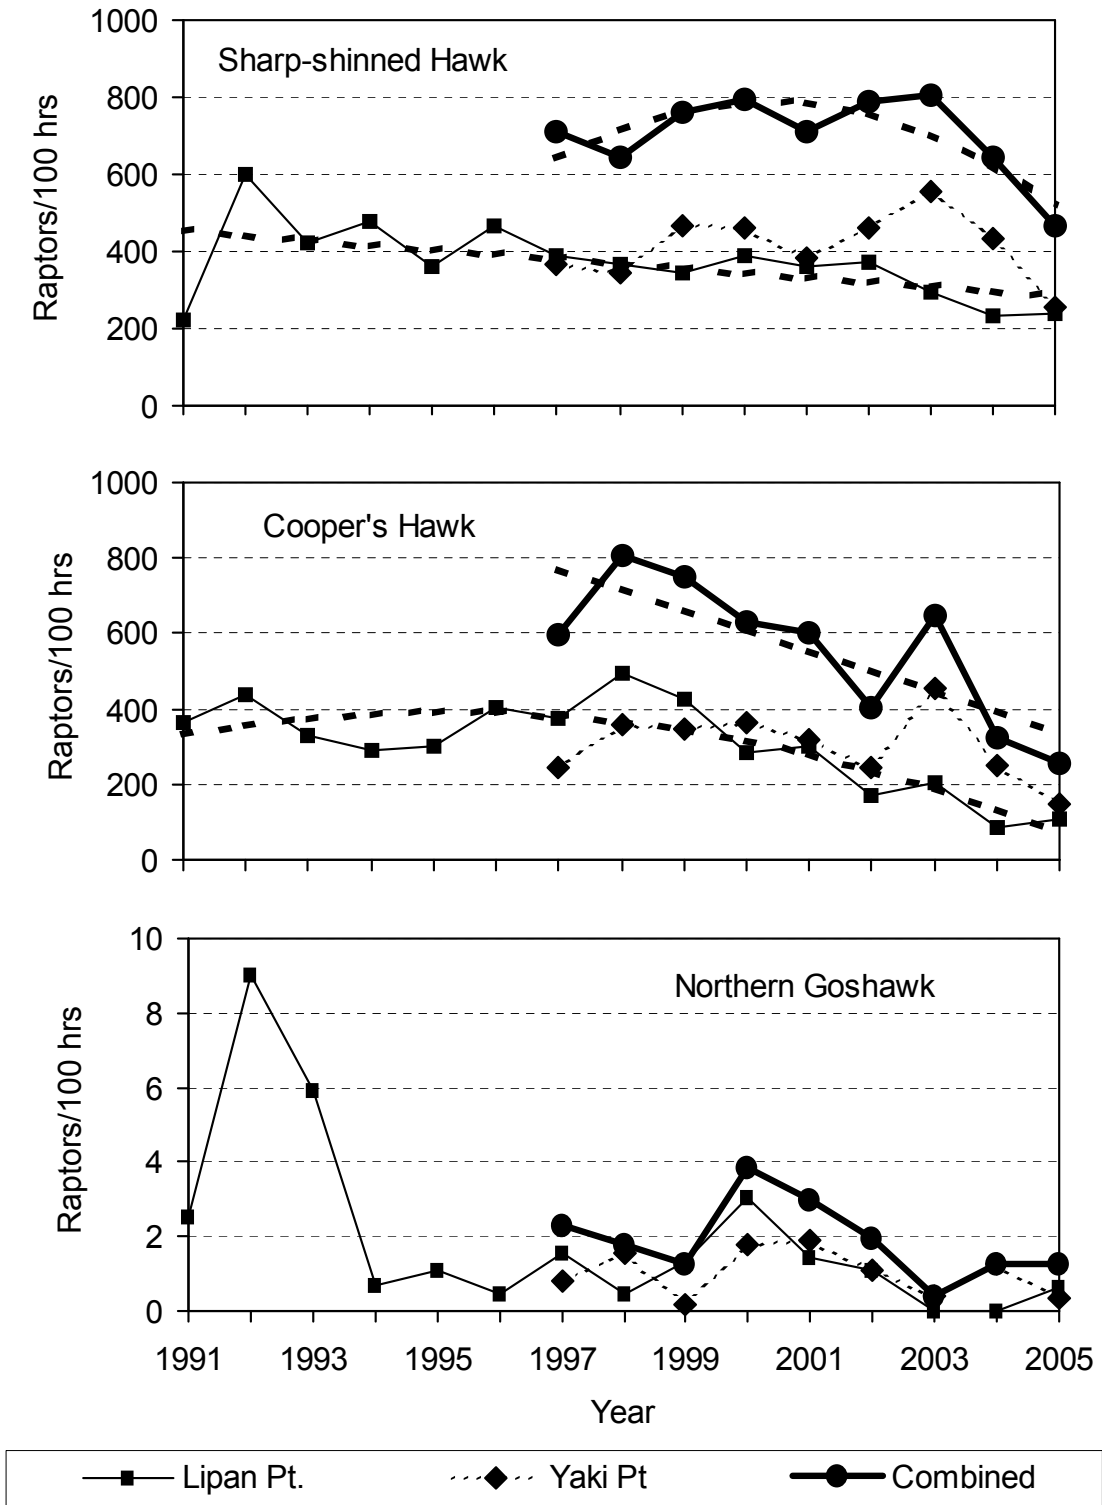 Sharp-shinned Hawk
Raptors/100 hrs
1000
800
600
400
200
0
Cooper's Hawk
Raptors/100 hrs
1000
800
600
400
200
0
Northern Goshawk
Raptors/100 hrs
10
8
6
4
2
0
1991 1993 1995 1997 1999 2001 2003 2005
Year
Lipan Pt. Yaki Pt Combined